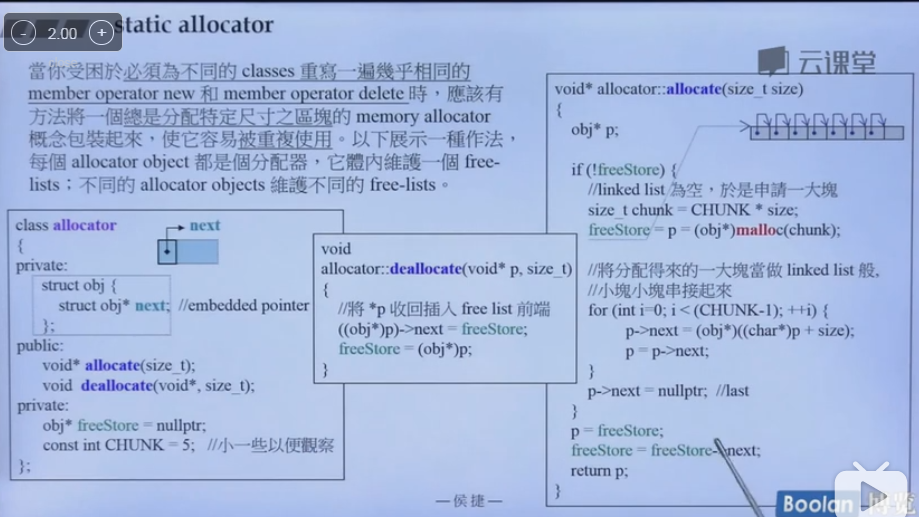 2.00
static allocator
當你受困於必須為不同的 classes 重寫一遍幾乎相同的
member operator new 和 member operator delete 時，應該有
方法將一個總是分配特定尺寸之區塊的 memory allocator
概念包裝起來，使它容易被重複使用。以下展示一種作法，
每個 allocator object 都是個分配器，它體內維護一個 free-
lists；不同的 allocator objects 維護不同的 free-lists。
class allocator
{
private:
struct obj {
struct obj* next; //embedded pointer
};
public:
void* allocate(size_t);
void deallocate(void*, size_t);
private:
obj* freeStore = nullptr;
const int CHUNK = 5; //小一些以便觀察
};
next
void
allocator::deallocate(void* p, size_t)
{
//將 *p 收回插入 free list 前端
((obj*)p)->next = freeStore;
freeStore = (obj*)p;
}
云课堂
void* allocator::allocate(size_t size)
{
obj* p;
if (!freeStore) {
//linked list 為空，於是申請一大塊
size_t chunk = CHUNK * size;
freeStore = p = (obj*)malloc(chunk);
//將分配得來的一大塊當做 linked list 般,
//小塊小塊串接起來
for (int i=0; i < (CHUNK-1); ++i) {
p->next = (obj*)((char*)p + size);
p = p->next;
}
p->next = nullptr; //last
}
p = freeStore;
freeStore = freeStore->next;
return p;
}
—侯捷—
Boolan 博览